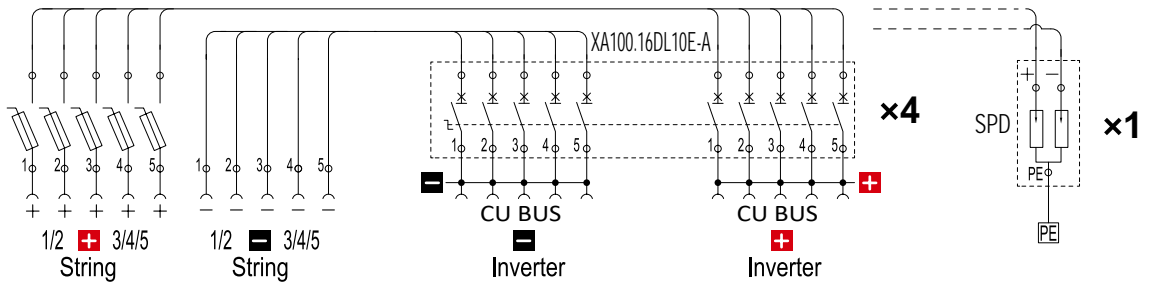 XA100.16DL10E-A
×4
+ −
SPD
×1
1 2 3 4 5
1 2 3 4 5
1 2 3 4 5
1 2 3 4 5
PE
− +
+ + + + +
− − − − −
CU BUS
CU BUS
PE
1/2 + 3/4/5
String
1/2 − 3/4/5
String
−
Inverter
+
Inverter